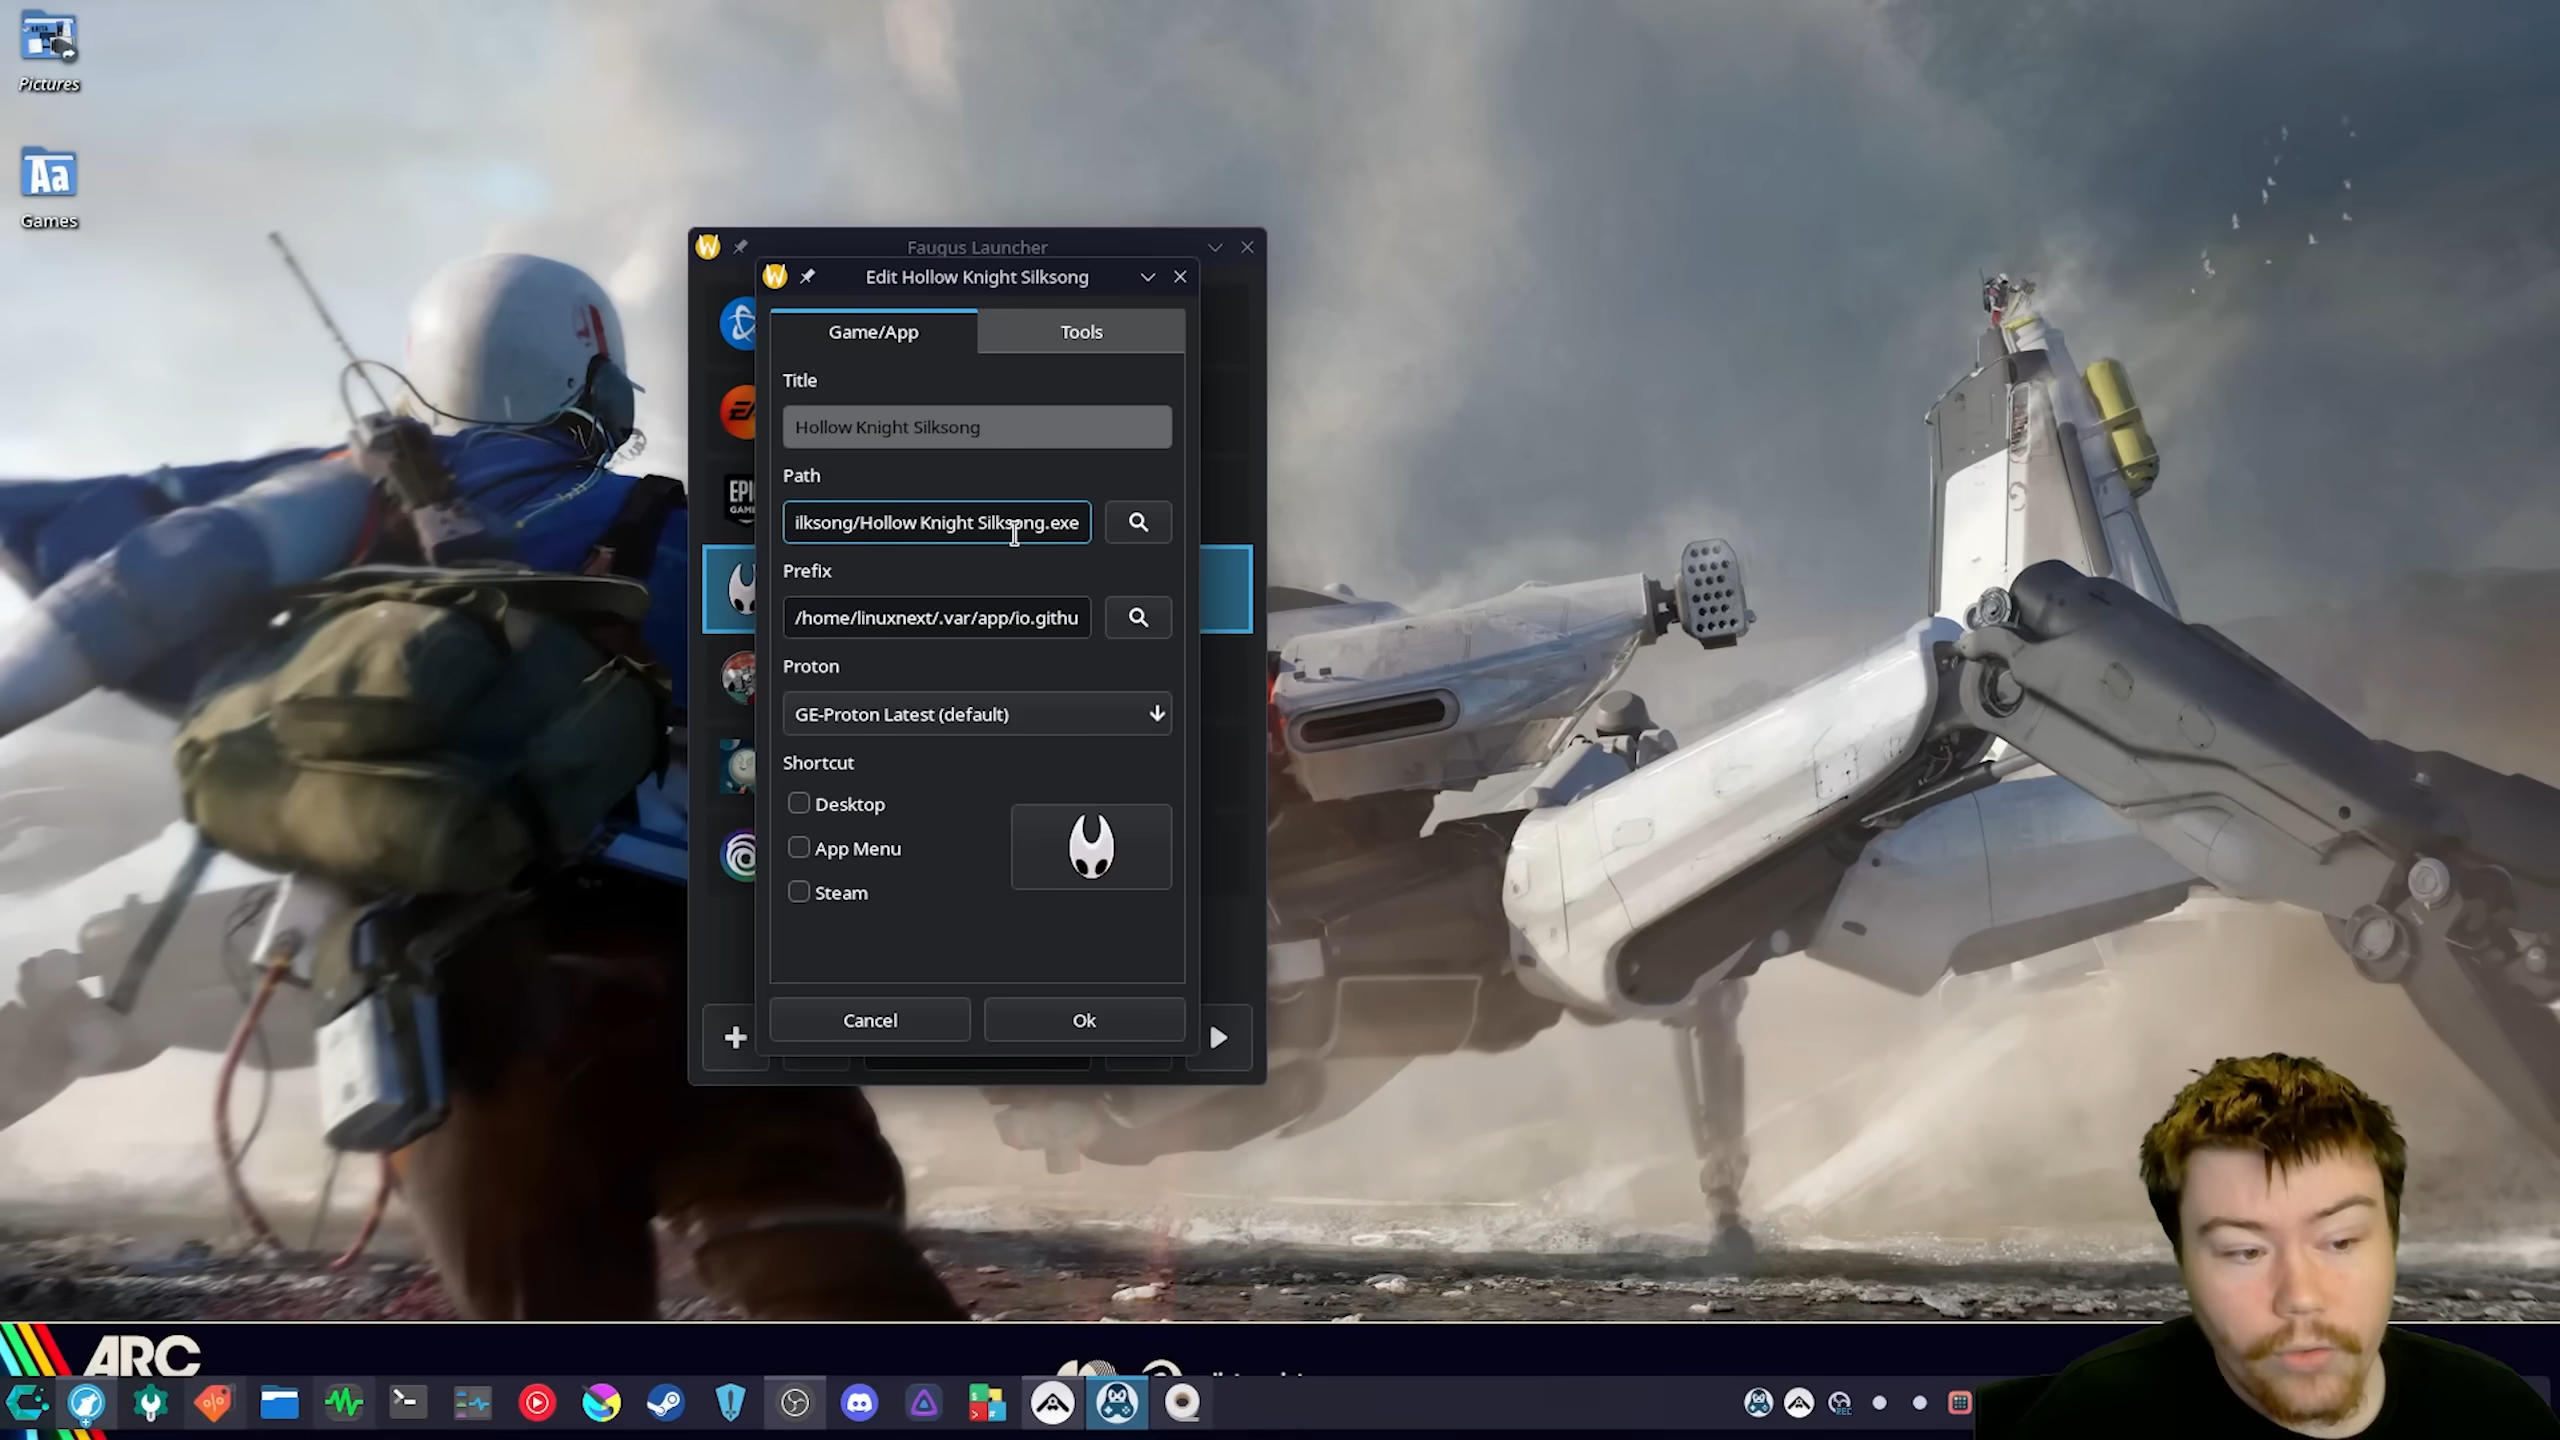 Pictures
Games
Faugus Launcher
Edit Hollow Knight Silksong
Game/App
Tools
Title
Hollow Knight Silksong
Path
ilksong/Hollow Knight Silksong.exe
EPIC
Prefix
/home/linuxnext/.var/app/io.githu
Proton
GE-Proton Latest (default)
Shortcut
Desktop
App Menu
Steam
Cancel
Ok
ARC